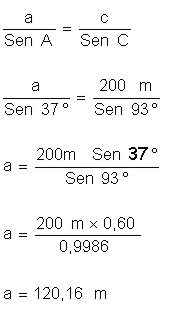 a / Sen A = c / Sen C
a / Sen 37° = 200 m / Sen 93°
a = 200m Sen 37° / Sen 93°
a = 200 m × 0,60 / 0,9986
a = 120,16 m